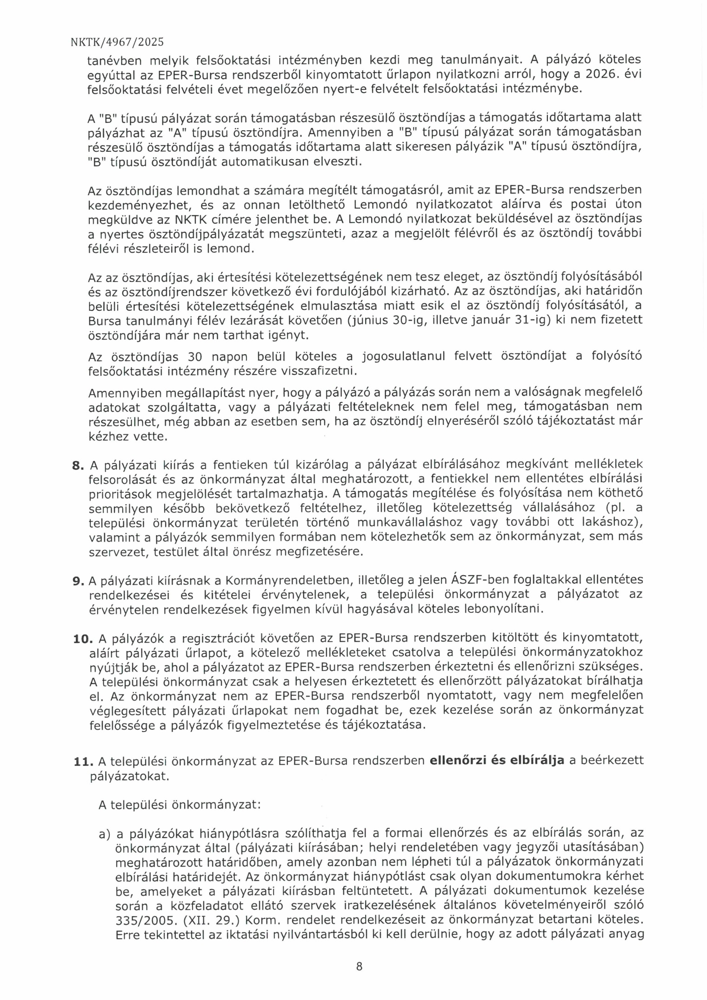 NKTK/4967/2025
tanévben melyik felsőoktatási intézményben kezdi meg tanulmányait. A pályázó köteles
egyúttal az EPER-Bursa rendszerből kinyomtatott űrlapon nyilatkozni arról, hogy a 2026. évi
felsőoktatási felvételi évet megelőzően nyert-e felvételt felsőoktatási intézménybe.
A "B" típusú pályázat során támogatásban részesülő ösztöndíjas a támogatás időtartama alatt
pályázhat az "A" típusú ösztöndíjra. Amennyiben a "B" típusú pályázat során támogatásban
részesülő ösztöndíjas a támogatás időtartama alatt sikeresen pályázik "A" típusú ösztöndíjra,
"B" típusú ösztöndíját automatikusan elveszti.
Az ösztöndíjas lemondhat a számára megítélt támogatásról, amit az EPER-Bursa rendszerben
kezdeményezhet, és az onnan letölthető Lemondó nyilatkozatot aláírva és postai úton
megküldve az NKTK címére jelenthet be. A Lemondó nyilatkozat beküldésével az ösztöndíjas
a nyertes ösztöndíjpályázatát megszünteti, azaz a megjelölt félévről és az ösztöndíj további
félévi részleteiről is lemond.
Az az ösztöndíjas, aki értesítési kötelezettségének nem tesz eleget, az ösztöndíj folyósításából
és az ösztöndíjrendszer következő évi fordulójából kizárható. Az az ösztöndíjas, aki határidőn
belüli értesítési kötelezettségének elmulasztása miatt esik el az ösztöndíj folyósításától, a
Bursa tanulmányi félév lezárását követően (június 30-ig, illetve január 31-ig) ki nem fizetett
ösztöndíjára már nem tarthat igényt.
Az ösztöndíjas 30 napon belül köteles a jogosulatlanul felvett ösztöndíjat a folyósító
felsőoktatási intézmény részére visszafizetni.
Amennyiben megállapítást nyer, hogy a pályázó a pályázás során nem a valóságnak megfelelő
adatokat szolgáltatta, vagy a pályázati feltételeknek nem felel meg, támogatásban nem
részesülhet, még abban az esetben sem, ha az ösztöndíj elnyeréséről szóló tájékoztatást már
kézhez vette.
8. A pályázati kiírás a fentieken túl kizárólag a pályázat elbírálásához megkívánt mellékletek
felsorolását és az önkormányzat által meghatározott, a fentiekkel nem ellentétes elbírálási
prioritások megjelölését tartalmazhatja. A támogatás megítélése és folyósítása nem köthető
semmilyen később bekövetkező feltételhez, illetőleg kötelezettség vállalásához (pl. a
települési önkormányzat területén történő munkavállaláshoz vagy további ott lakáshoz),
valamint a pályázók semmilyen formában nem kötelezhetők sem az önkormányzat, sem más
szervezet, testület által önrész megfizetésére.
9. A pályázati kiírásnak a Kormányrendeletben, illetőleg a jelen ÁSZF-ben foglaltakkal ellentétes
rendelkezései és kitételei érvénytelenek, a települési önkormányzat a pályázatot az
érvénytelen rendelkezések figyelmen kívül hagyásával köteles lebonyolítani.
10. A pályázók a regisztrációt követően az EPER-Bursa rendszerben kitöltött és kinyomtatott,
aláírt pályázati űrlapot, a kötelező mellékleteket csatolva a települési önkormányzatokhoz
nyújtják be, ahol a pályázatot az EPER-Bursa rendszerben érkeztetni és ellenőrizni szükséges.
A települési önkormányzat csak a helyesen érkeztetett és ellenőrzött pályázatokat bírálhatja
el. Az önkormányzat nem az EPER-Bursa rendszerből nyomtatott, vagy nem megfelelően
véglegesített pályázati űrlapokat nem fogadhat be, ezek kezelése során az önkormányzat
felelőssége a pályázók figyelmeztetése és tájékoztatása.
11. A települési önkormányzat az EPER-Bursa rendszerben ellenőrzi és elbírálja a beérkezett
pályázatokat.
A települési önkormányzat:
a) a pályázókat hiánypótlásra szólíthatja fel a formai ellenőrzés és az elbírálás során, az
önkormányzat által (pályázati kiírásában; helyi rendeletében vagy jegyzői utasításában)
meghatározott határidőben, amely azonban nem lépheti túl a pályázatok önkormányzati
elbírálási határidejét. Az önkormányzat hiánypótlást csak olyan dokumentumokra kérhet
be, amelyeket a pályázati kiírásban feltüntetett. A pályázati dokumentumok kezelése
során a közfeladatot ellátó szervek iratkezelésének általános követelményeiről szóló
335/2005. (XII. 29.) Korm. rendelet rendelkezéseit az önkormányzat betartani köteles.
Erre tekintettel az iktatási nyilvántartásból ki kell derülnie, hogy az adott pályázati anyag
8